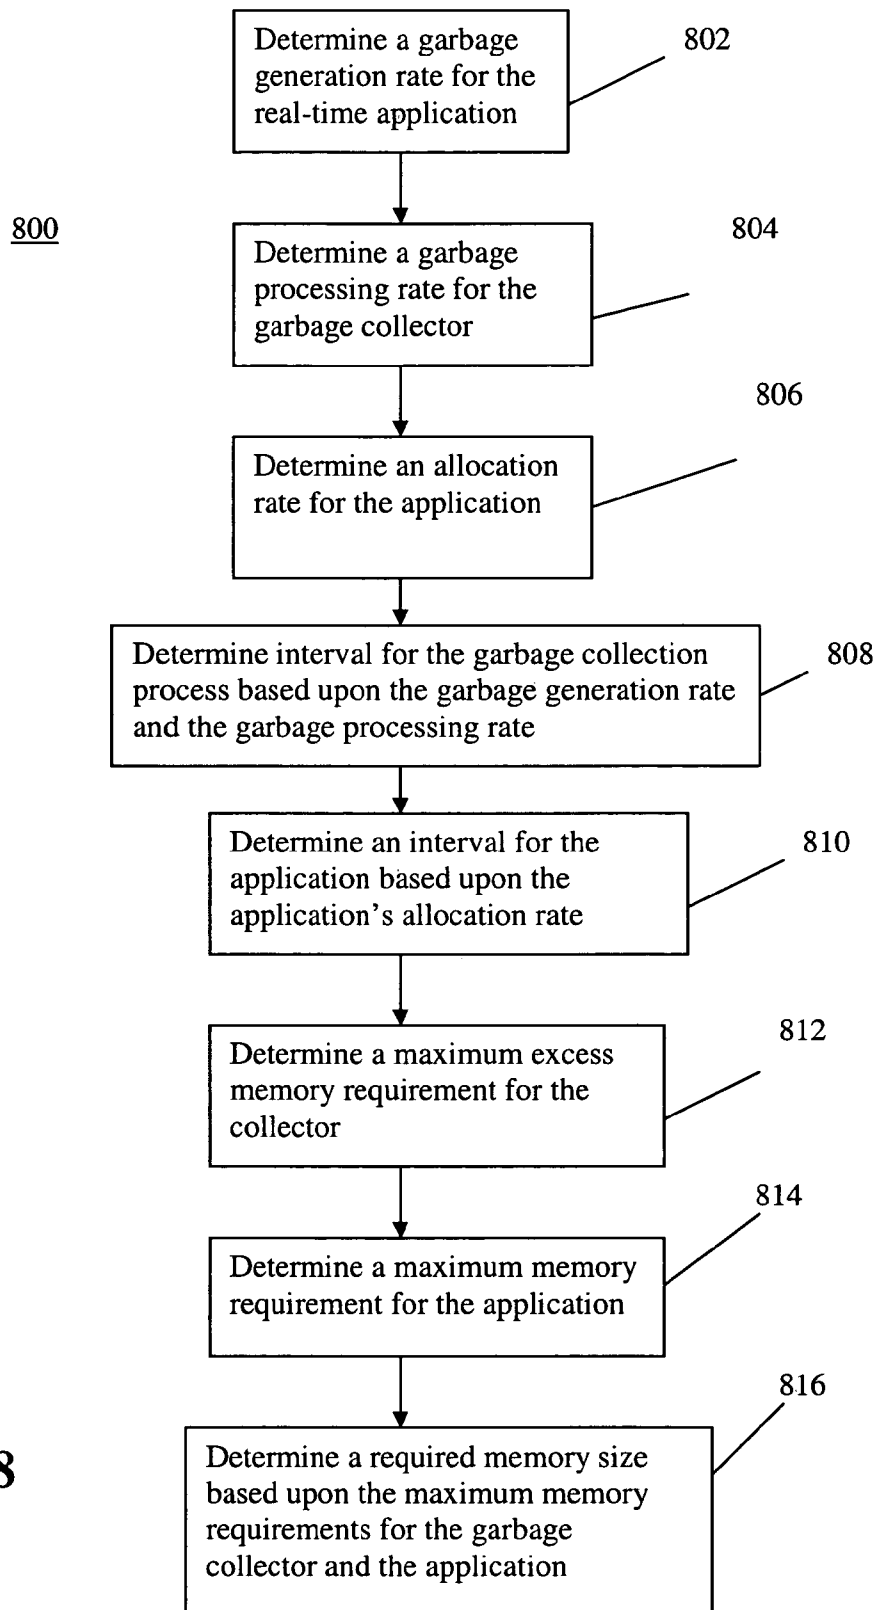 Determine a garbage
generation rate for the
real-time application
802
800
Determine a garbage
processing rate for the
garbage collector
804
Determine an allocation
rate for the application
806
Determine interval for the garbage collection
process based upon the garbage generation rate
and the garbage processing rate
808
Determine an interval for the
application based upon the
application's allocation rate
810
Determine a maximum excess
memory requirement for the
collector
812
Determine a maximum memory
requirement for the application
814
Determine a required memory size
based upon the maximum memory
requirements for the garbage
collector and the application
816
8